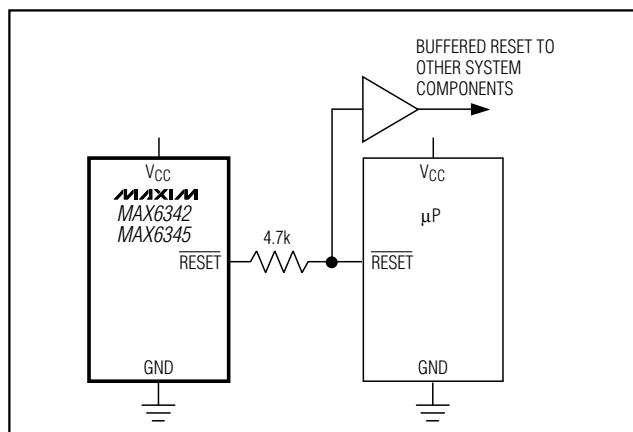 BUFFERED RESET TO
OTHER SYSTEM
COMPONENTS
VCC
MAXIM
MAX6342
MAX6345
RESET
GND
4.7k
VCC
μP
RESET
GND